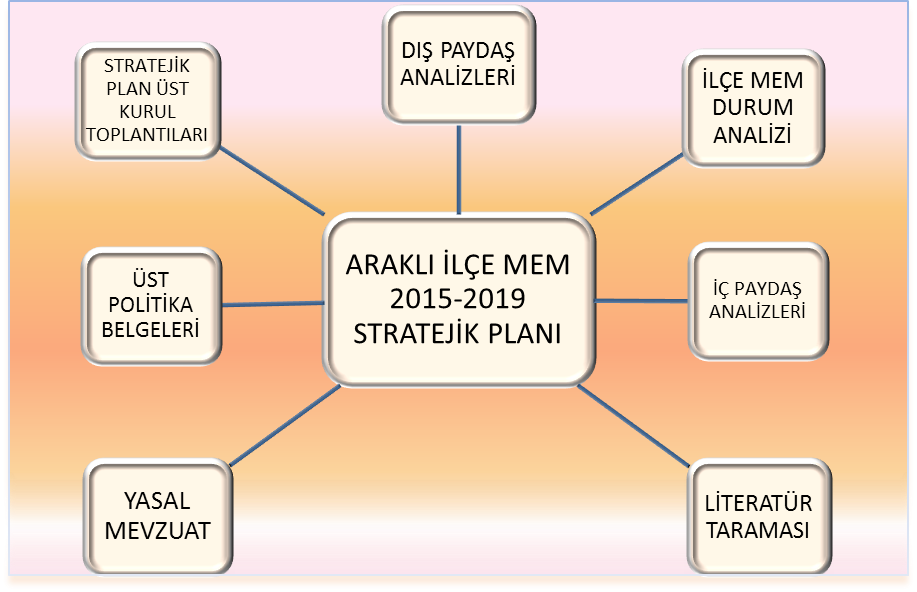 STRATEJİK
PLAN ÜST
KURUL
TOPLANTILARI
DIŞ PAYDAŞ
ANALİZLERİ
İLÇE MEM
DURUM
ANALİZİ
ÜST
POLİTİKA
BELGELERİ
ARAKLI İLÇE MEM
2015-2019
STRATEJİK PLANI
İÇ PAYDAŞ
ANALİZLERİ
YASAL
MEVZUAT
LİTERATÜR
TARAMASI